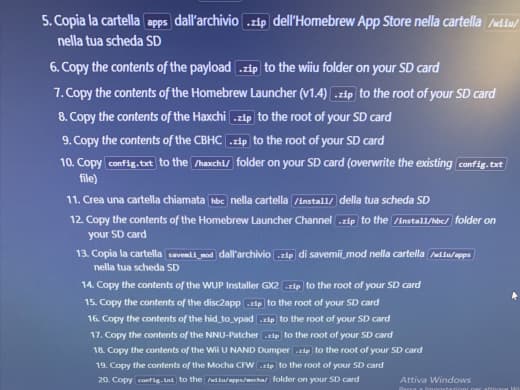 5. Copia la cartella apps dall'archivio .zip dell'Homebrew App Store nella cartella /wiiu/
nella tua scheda SD
6. Copy the contents of the payload .zip to the wiiu folder on your SD card
7. Copy the contents of the Homebrew Launcher (v1.4) .zip to the root of your SD card
8. Copy the contents of the Haxchi .zip to the root of your SD card
9. Copy the contents of the CBHC .zip to the root of your SD card
10. Copy config.txt to the /haxchi/ folder on your SD card (overwrite the existing config.txt
file)
11. Crea una cartella chiamata hbc nella cartella /install/ della tua scheda SD
12. Copy the contents of the Homebrew Launcher Channel .zip to the /install/hbc/ folder on
your SD card
13. Copia la cartella savemii_mod dall'archivio .zip di savemii_mod nella cartella /wiiu/apps
nella tua scheda SD
14. Copy the contents of the WUP Installer GX2 .zip to the root of your SD card
15. Copy the contents of the disc2app .zip to the root of your SD card
16. Copy the contents of the hid_to_vpad .zip to the root of your SD card
17. Copy the contents of the NNU-Patcher .zip to the root of your SD card
18. Copy the contents of the Wii U NAND Dumper .zip to the root of your SD card
19. Copy the contents of the Mocha CFW .zip to the root of your SD card
20. Copy config.ini to the /wiiu/apps/mocha/ folder on your SD card
Attiva Windows